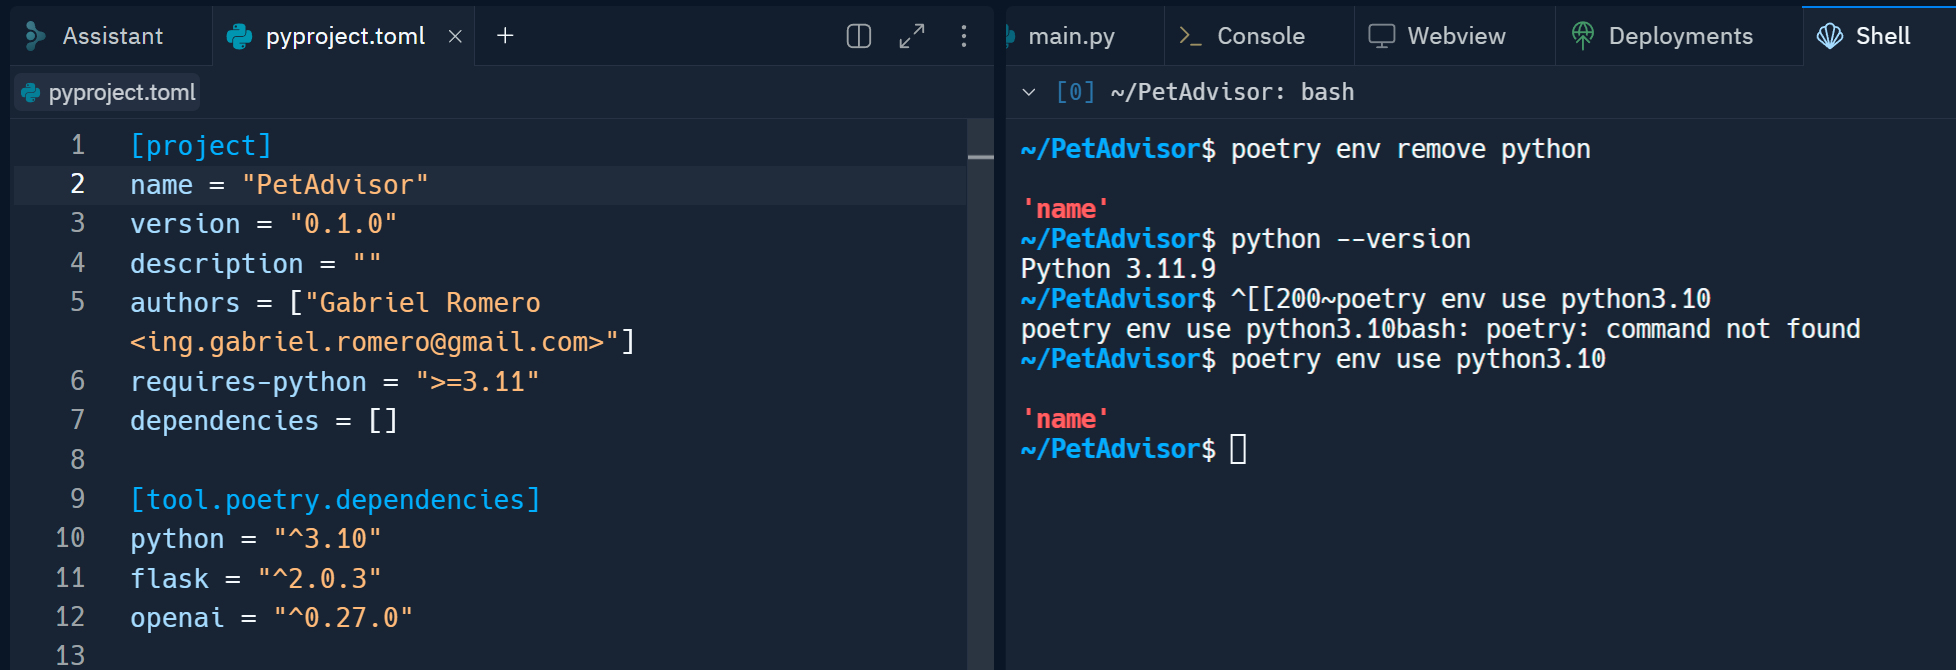 Assistant
pyproject.toml
main.py
Console
Webview
Deployments
Shell
pyproject.toml
1 [project]
2 name = "PetAdvisor"
3 version = "0.1.0"
4 description = ""
5 authors = ["Gabriel Romero
<ing.gabriel.romero@gmail.com>"]
6 requires-python = ">=3.11"
7 dependencies = []
8
9 [tool.poetry.dependencies]
10 python = "^3.10"
11 flask = "^2.0.3"
12 openai = "^0.27.0"
13
[0] ~/PetAdvisor: bash
~/PetAdvisor$ poetry env remove python
'name'
~/PetAdvisor$ python --version
Python 3.11.9
~/PetAdvisor$ ^[[200~poetry env use python3.10
poetry env use python3.10bash: poetry: command not found
~/PetAdvisor$ poetry env use python3.10
'name'
~/PetAdvisor$